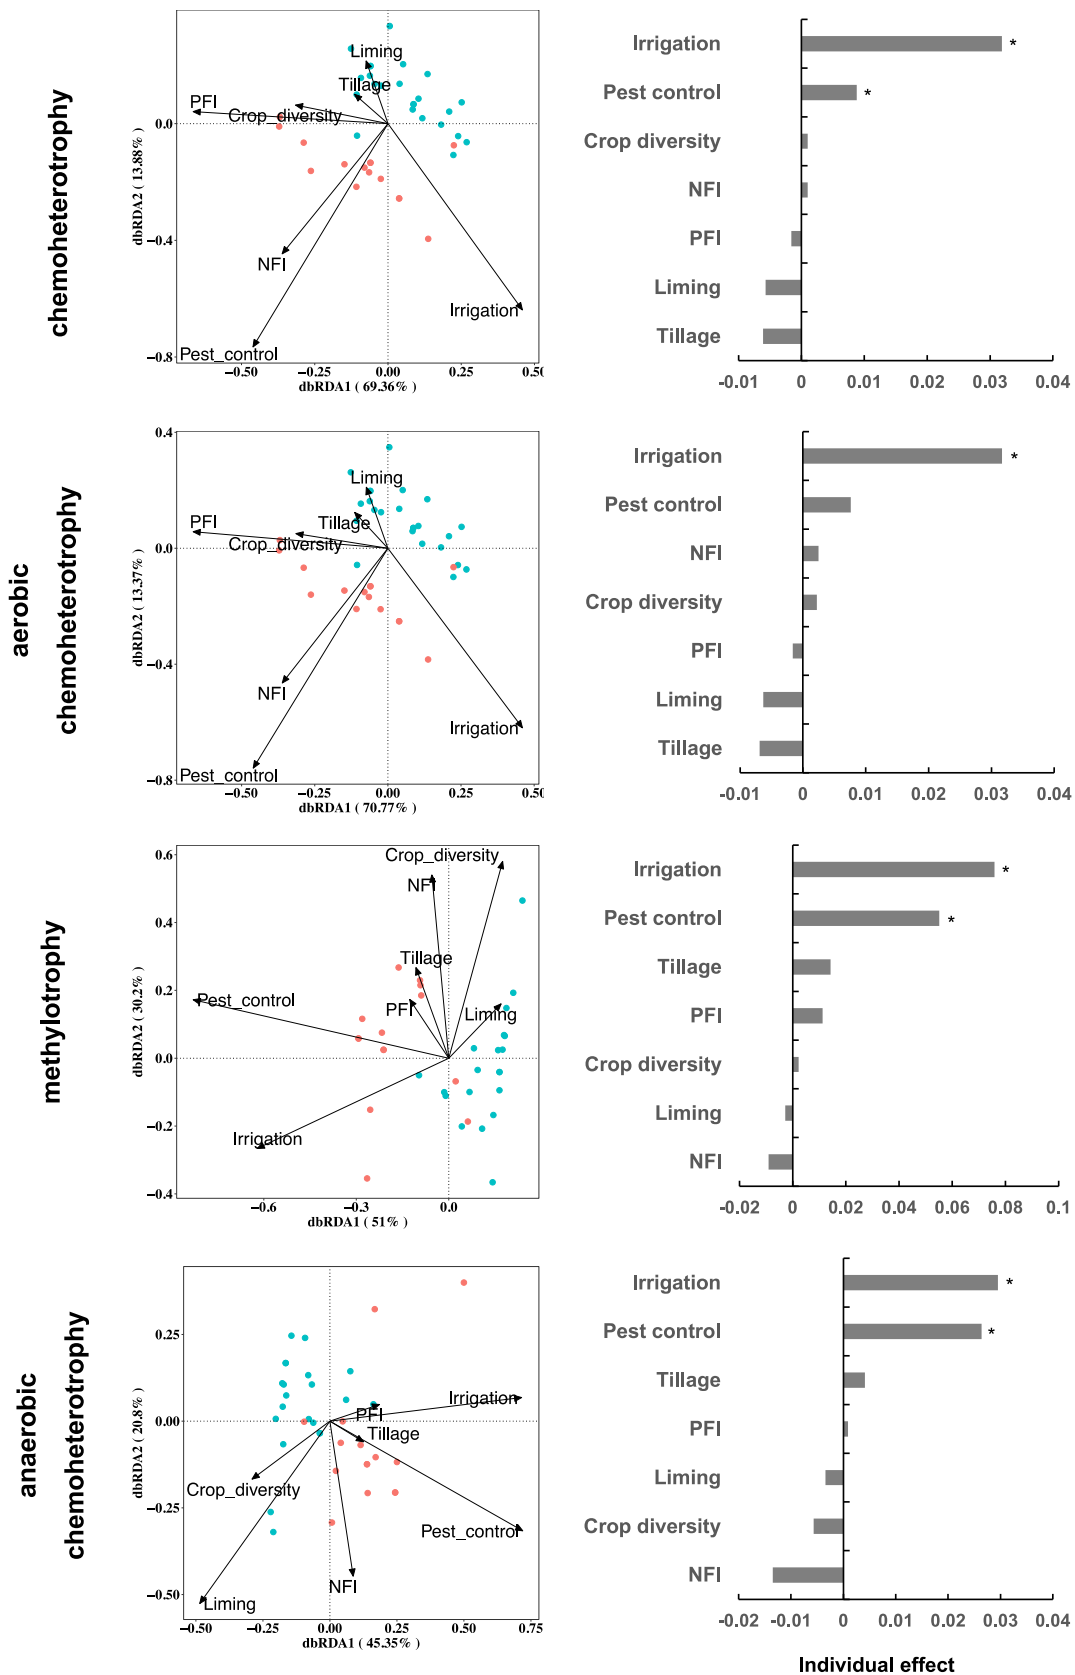 chemoheterotrophy
dbRDA2 ( 13.88% )
0.0
−0.4
−0.8
Liming
Tillage
PFI
Crop_diversity
NFI
Irrigation
Pest_control
−0.50
−0.25
0.00
0.25
0.50
dbRDA1 ( 69.36% )
Irrigation
*
Pest control
*
Crop diversity
NFI
PFI
Liming
Tillage
-0.01
0
0.01
0.02
0.03
0.04
aerobic
chemoheterotrophy
dbRDA2 ( 13.37% )
0.4
0.0
−0.4
−0.8
Liming
PFI
Tillage
Crop_diversity
NFI
Irrigation
Pest_control
−0.50
−0.25
0.00
0.25
0.50
dbRDA1 ( 70.77% )
Irrigation
*
Pest control
NFI
Crop diversity
PFI
Liming
Tillage
-0.01
0
0.01
0.02
0.03
0.04
methylotrophy
dbRDA2 ( 30.2% )
0.6
0.4
0.2
0.0
−0.2
−0.4
Crop_diversity
NFI
Tillage
Pest_control
PFI
Liming
Irrigation
−0.6
−0.3
0.0
dbRDA1 ( 51% )
Irrigation
*
Pest control
*
Tillage
PFI
Crop diversity
Liming
NFI
-0.02
0
0.02
0.04
0.06
0.08
0.1
anaerobic
chemoheterotrophy
dbRDA2 ( 20.8% )
0.25
0.00
−0.25
−0.50
Irrigation
PFI
Tillage
Crop_diversity
Pest_control
NFI
Liming
−0.50
−0.25
0.00
0.25
0.50
0.75
dbRDA1 ( 45.35% )
Irrigation
*
Pest control
*
Tillage
PFI
Liming
Crop diversity
NFI
-0.02
-0.01
0
0.01
0.02
0.03
0.04
Individual effect